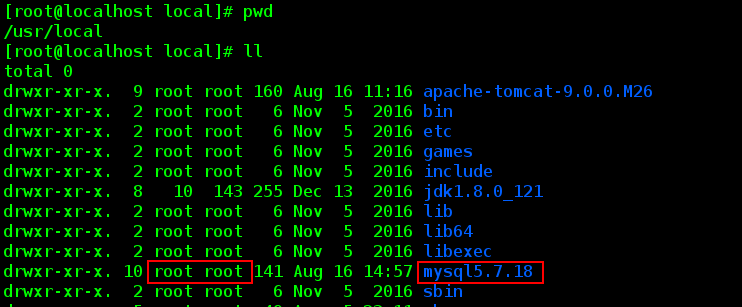 [root@localhost local]# pwd
/usr/local
[root@localhost local]# ll
total 0
drwxr-xr-x. 9 root root 160 Aug 16 11:16 apache-tomcat-9.0.0.M26
drwxr-xr-x. 2 root root 6 Nov 5 2016 bin
drwxr-xr-x. 2 root root 6 Nov 5 2016 etc
drwxr-xr-x. 2 root root 6 Nov 5 2016 games
drwxr-xr-x. 2 root root 6 Nov 5 2016 include
drwxr-xr-x. 8 10 143 255 Dec 13 2016 jdk1.8.0_121
drwxr-xr-x. 2 root root 6 Nov 5 2016 lib
drwxr-xr-x. 2 root root 6 Nov 5 2016 lib64
drwxr-xr-x. 2 root root 6 Nov 5 2016 libexec
drwxr-xr-x. 10 root root 141 Aug 16 14:57 mysql5.7.18
drwxr-xr-x. 2 root root 6 Nov 5 2016 sbin